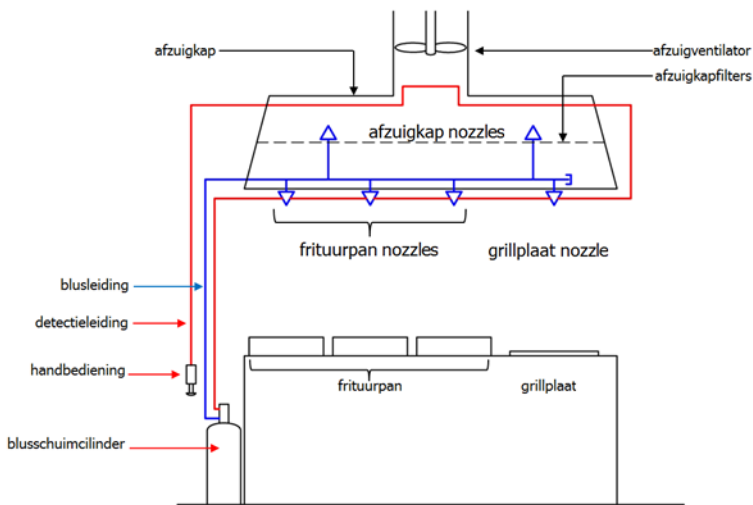 afzuigkap
afzuigventilator
afzuigkapfilters
afzuigkap nozzles
frituurpan nozzles
grillplaat nozzle
blusleiding
detectieleiding
handbediening
frituurpan
grillplaat
blusschuimcilinder